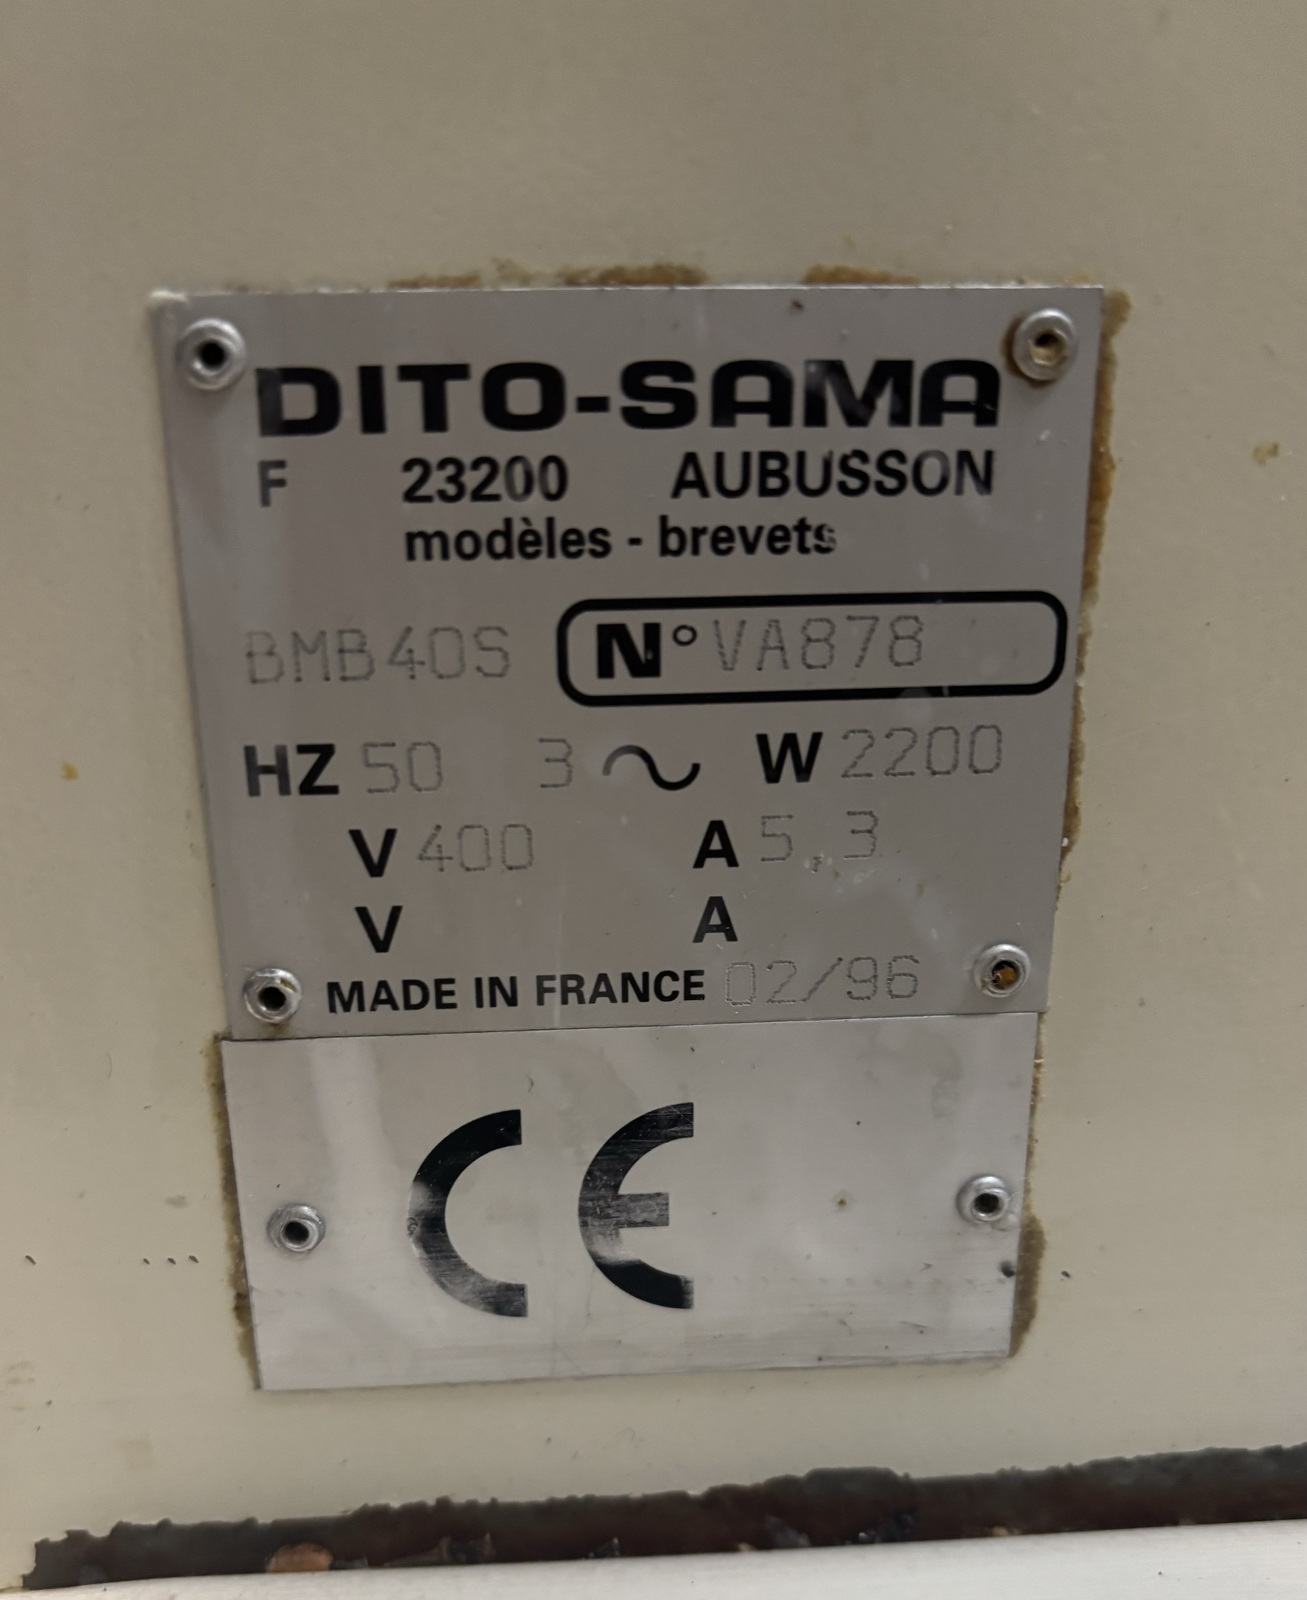 DITO-SAMA
F 23200 AUBUSSON
modèles - brevets
BMB40S N° VA878
HZ 50 3 ~ W 2200
V 400 A 5,3
V A
MADE IN FRANCE 02/96
CE